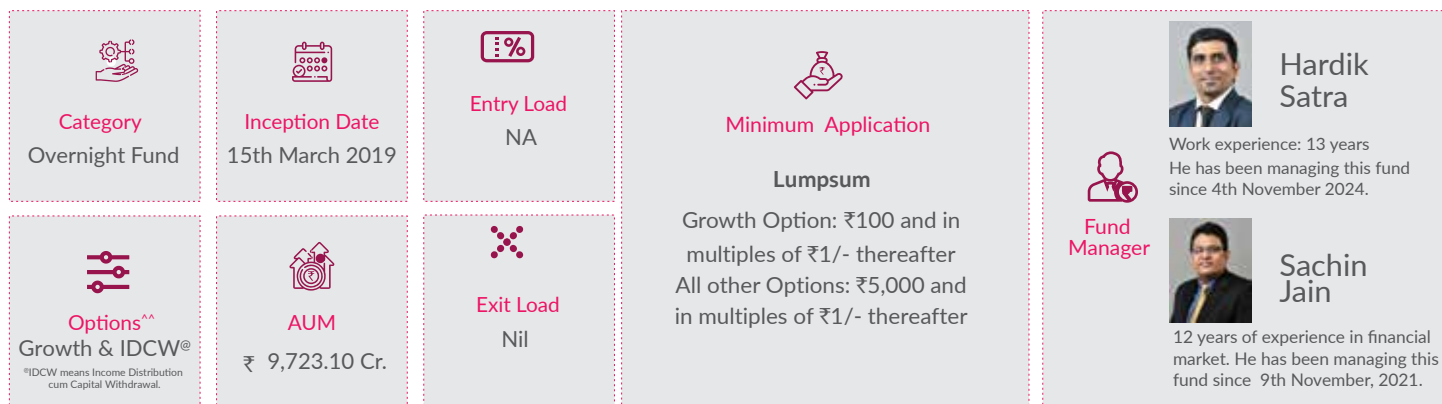 Category
Overnight Fund
Inception Date
15th March 2019
Entry Load
NA
Options^^
Growth & IDCW@
@IDCW means Income Distribution
cum Capital Withdrawal.
AUM
₹ 9,723.10 Cr.
Exit Load
Nil
Minimum Application
Lumpsum
Growth Option: ₹100 and in
multiples of ₹1/- thereafter
All other Options: ₹5,000 and
in multiples of ₹1/- thereafter
Fund
Manager
Hardik
Satra
Work experience: 13 years
He has been managing this fund
since 4th November 2024.
Sachin
Jain
12 years of experience in financial
market. He has been managing this
fund since 9th November, 2021.